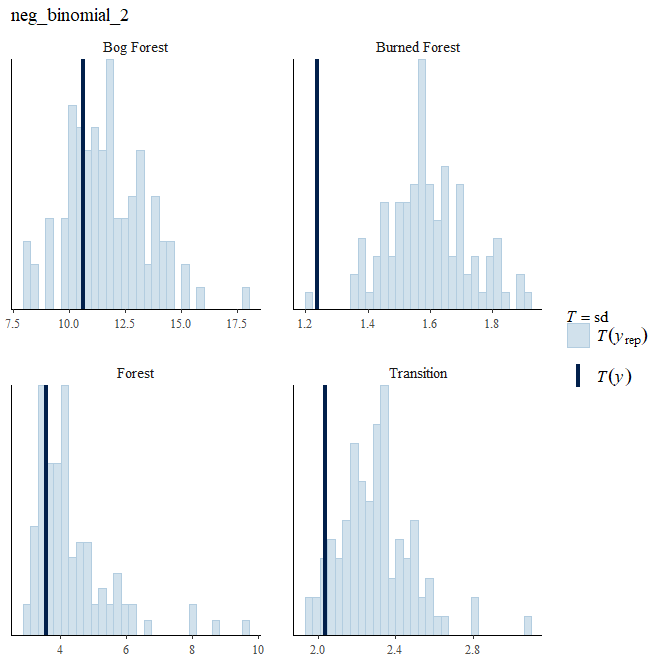 neg_binomial_2
Bog Forest
Burned Forest
7.5 10.0 12.5 15.0 17.5
1.2 1.4 1.6 1.8
T = sd
T(yrep)
T(y)
Forest
Transition
4 6 8 10
2.0 2.4 2.8